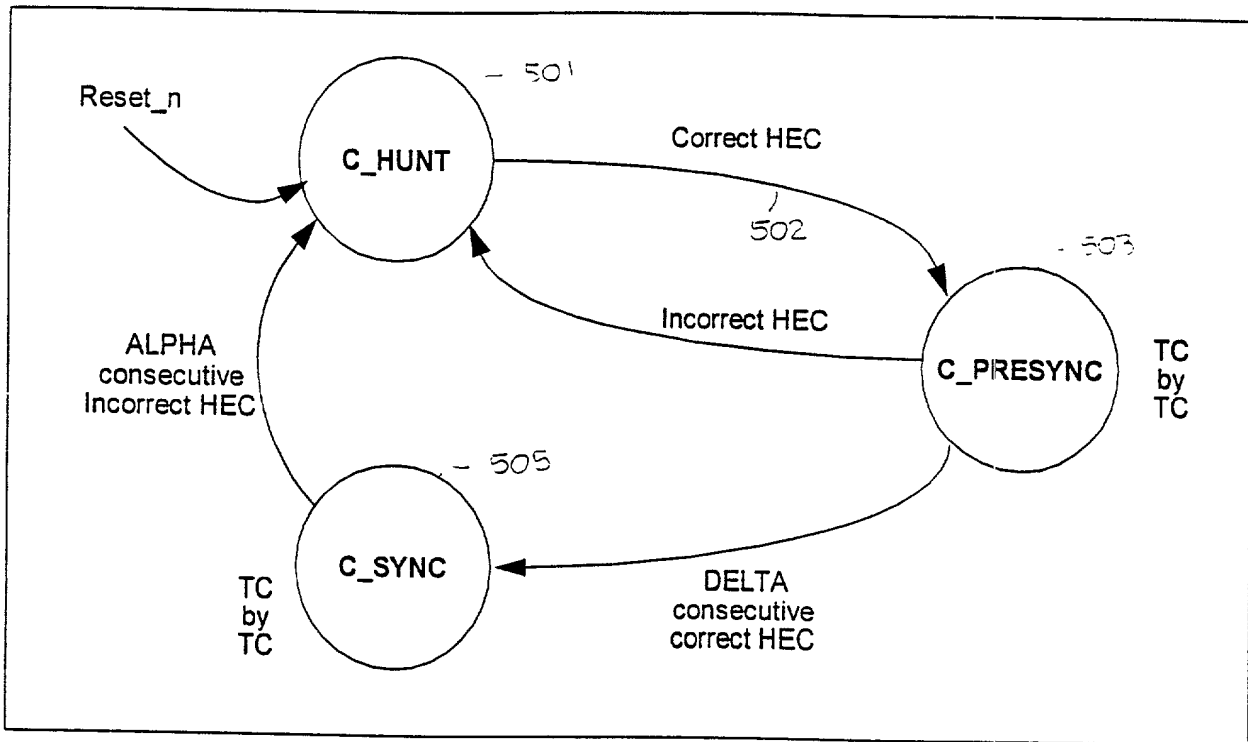 - 501
Reset_n
C_HUNT
Correct HEC
502
- 503
Incorrect HEC
C_PRESYNC
TC
by
TC
ALPHA
consecutive
Incorrect HEC
- 505
C_SYNC
TC
by
TC
DELTA
consecutive
correct HEC